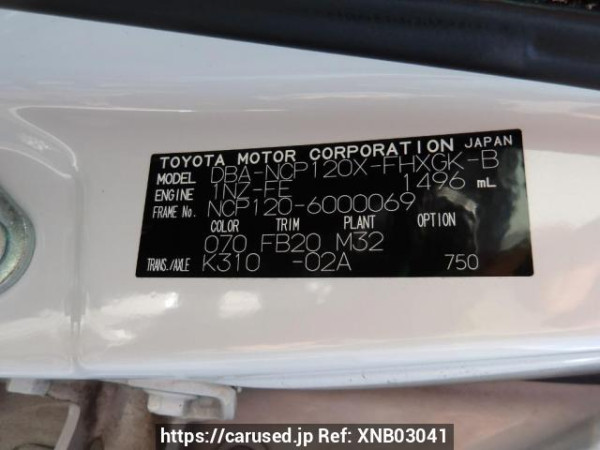 TOYOTA MOTOR CORPORATION JAPAN
MODEL DBA-NCP120X-FHXGK-B
ENGINE 1NZ-FE 1496 mL
FRAME No. NCP120-6000069
COLOR TRIM PLANT OPTION
070 FB20 M32
TRANS./AXLE K310 -02A 750
https://carused.jp Ref: XNB03041